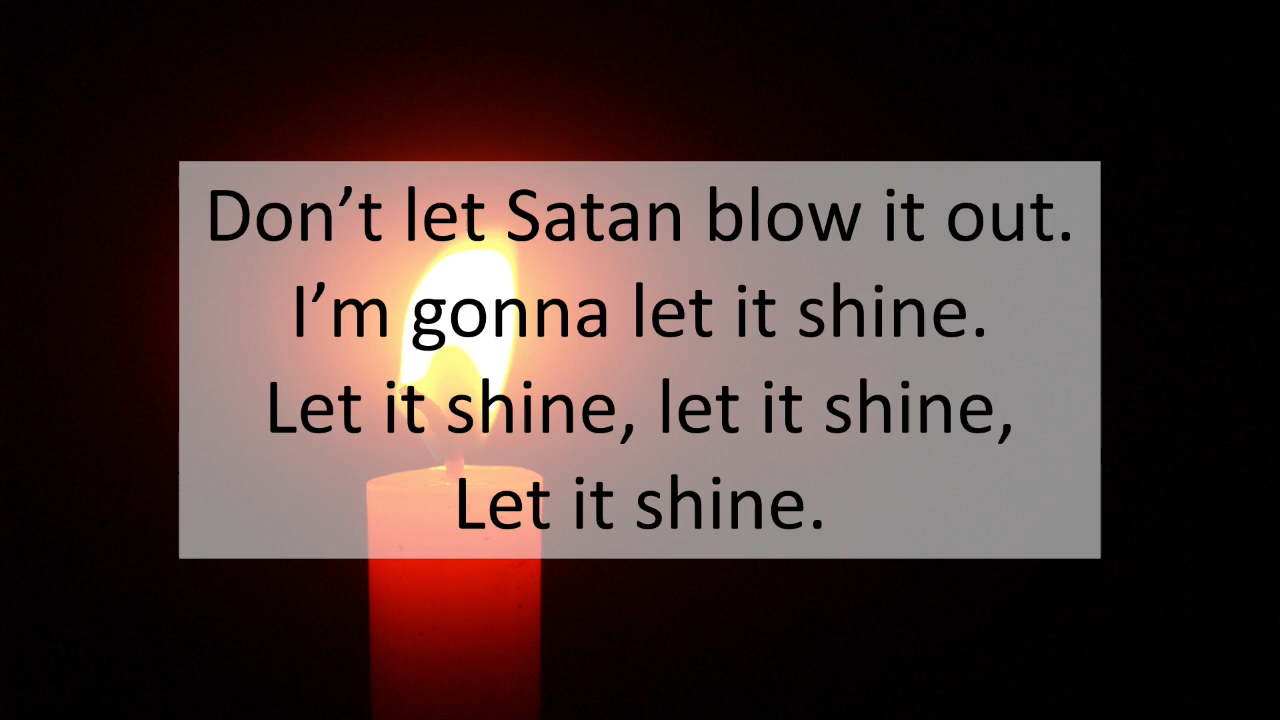 Don’t let Satan blow it out.
I’m gonna let it shine.
Let it shine, let it shine,
Let it shine.